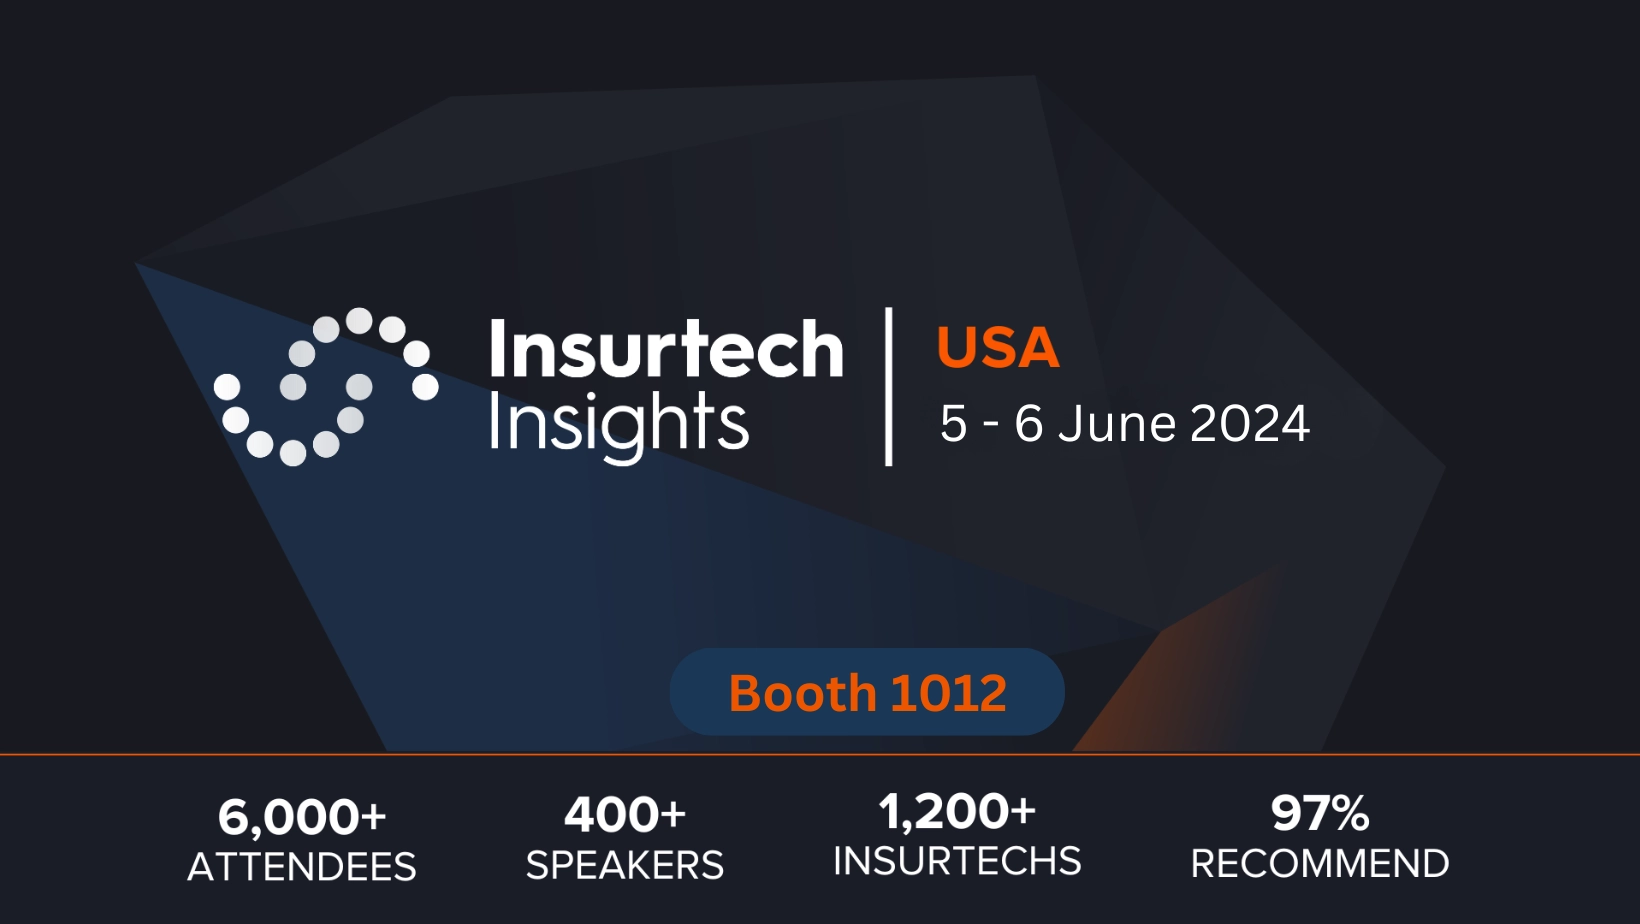 Insurtech
Insights
USA
5 - 6 June 2024
Booth 1012
6,000+
ATTENDEES
400+
SPEAKERS
1,200+
INSURTECHS
97%
RECOMMEND